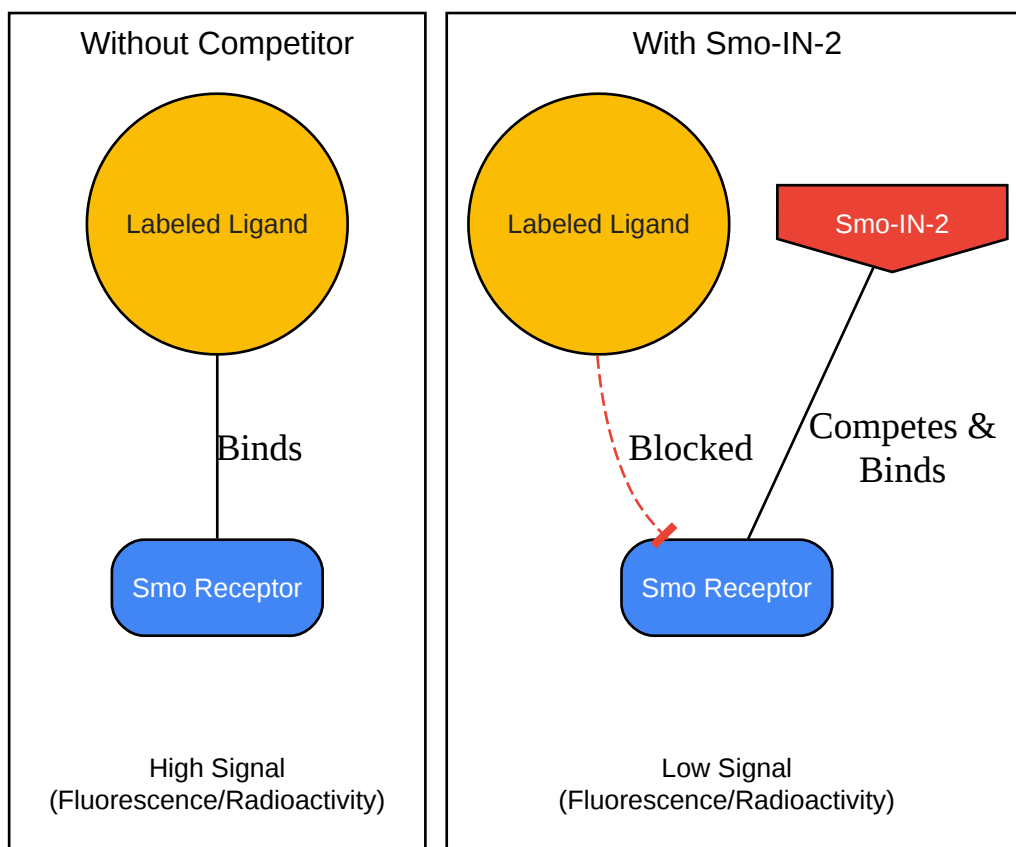 Without Competitor
Labeled Ligand
Binds
Smo Receptor
High Signal
(Fluorescence/Radioactivity)
With Smo-IN-2
Labeled Ligand
Smo-IN-2
Blocked
Competes &
Binds
Smo Receptor
Low Signal
(Fluorescence/Radioactivity)